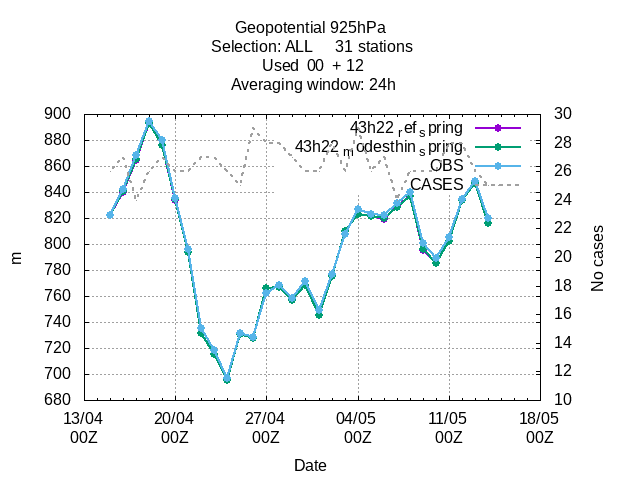 Geopotential 925hPa
Selection: ALL 31 stations
Used 00 + 12
Averaging window: 24h
900 30
43h22 ref spring
880 28
43h22 modesthin spring
OBS
860 26
CASES
840 24
820 22
800 20
780 18
760 16
740 14
720 12
700
680 10
m
No cases
13/04 20/04 27/04 04/05 11/05 18/05
00Z 00Z 00Z 00Z 00Z 00Z
Date